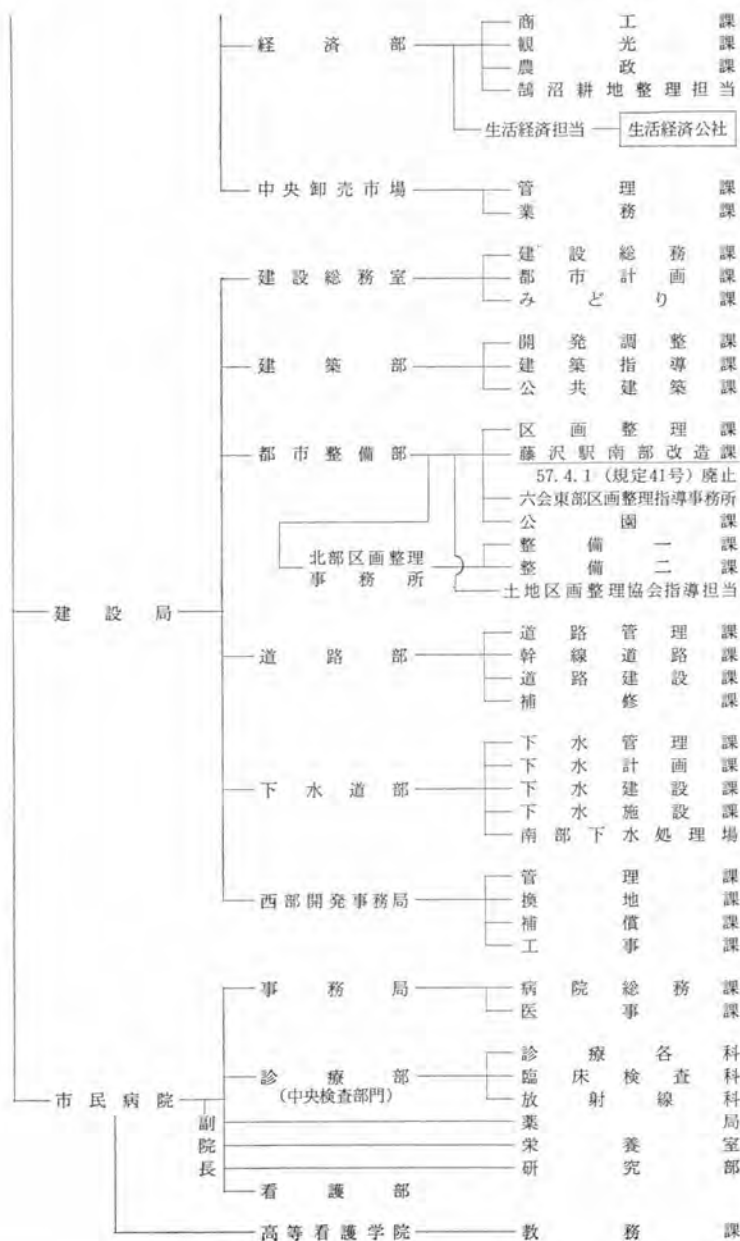 経済部
商工課
観光課
農政課
鵠沼耕地整理担当
生活経済担当
生活経済公社
中央卸売市場
管理課
業務課
建設局
建設総務室
建設総務課
都市計画課
みどり課
建築部
開発調整課
建築指導課
公共建築課
都市整備部
区画整理課
藤沢駅南部改造課
57.4.1（規定41号）廃止
六会東部区画整理指導事務所
公園課
北部区画整理
事務所
整備一課
整備二課
土地区画整理協会指導担当
道路部
道路管理課
幹線道路課
道路建設課
補修課
下水道部
下水管理課
下水計画課
下水建設課
下水施設課
南部下水処理場
西部開発事務局
管理課
換地課
補償課
工事課
市民病院
事務局
病院総務課
医事課
診療部
（中央検査部門）
診療各科
臨床検査科
放射線科
副院長
薬局
栄養室
研究部
看護部
高等看護学院
教務課